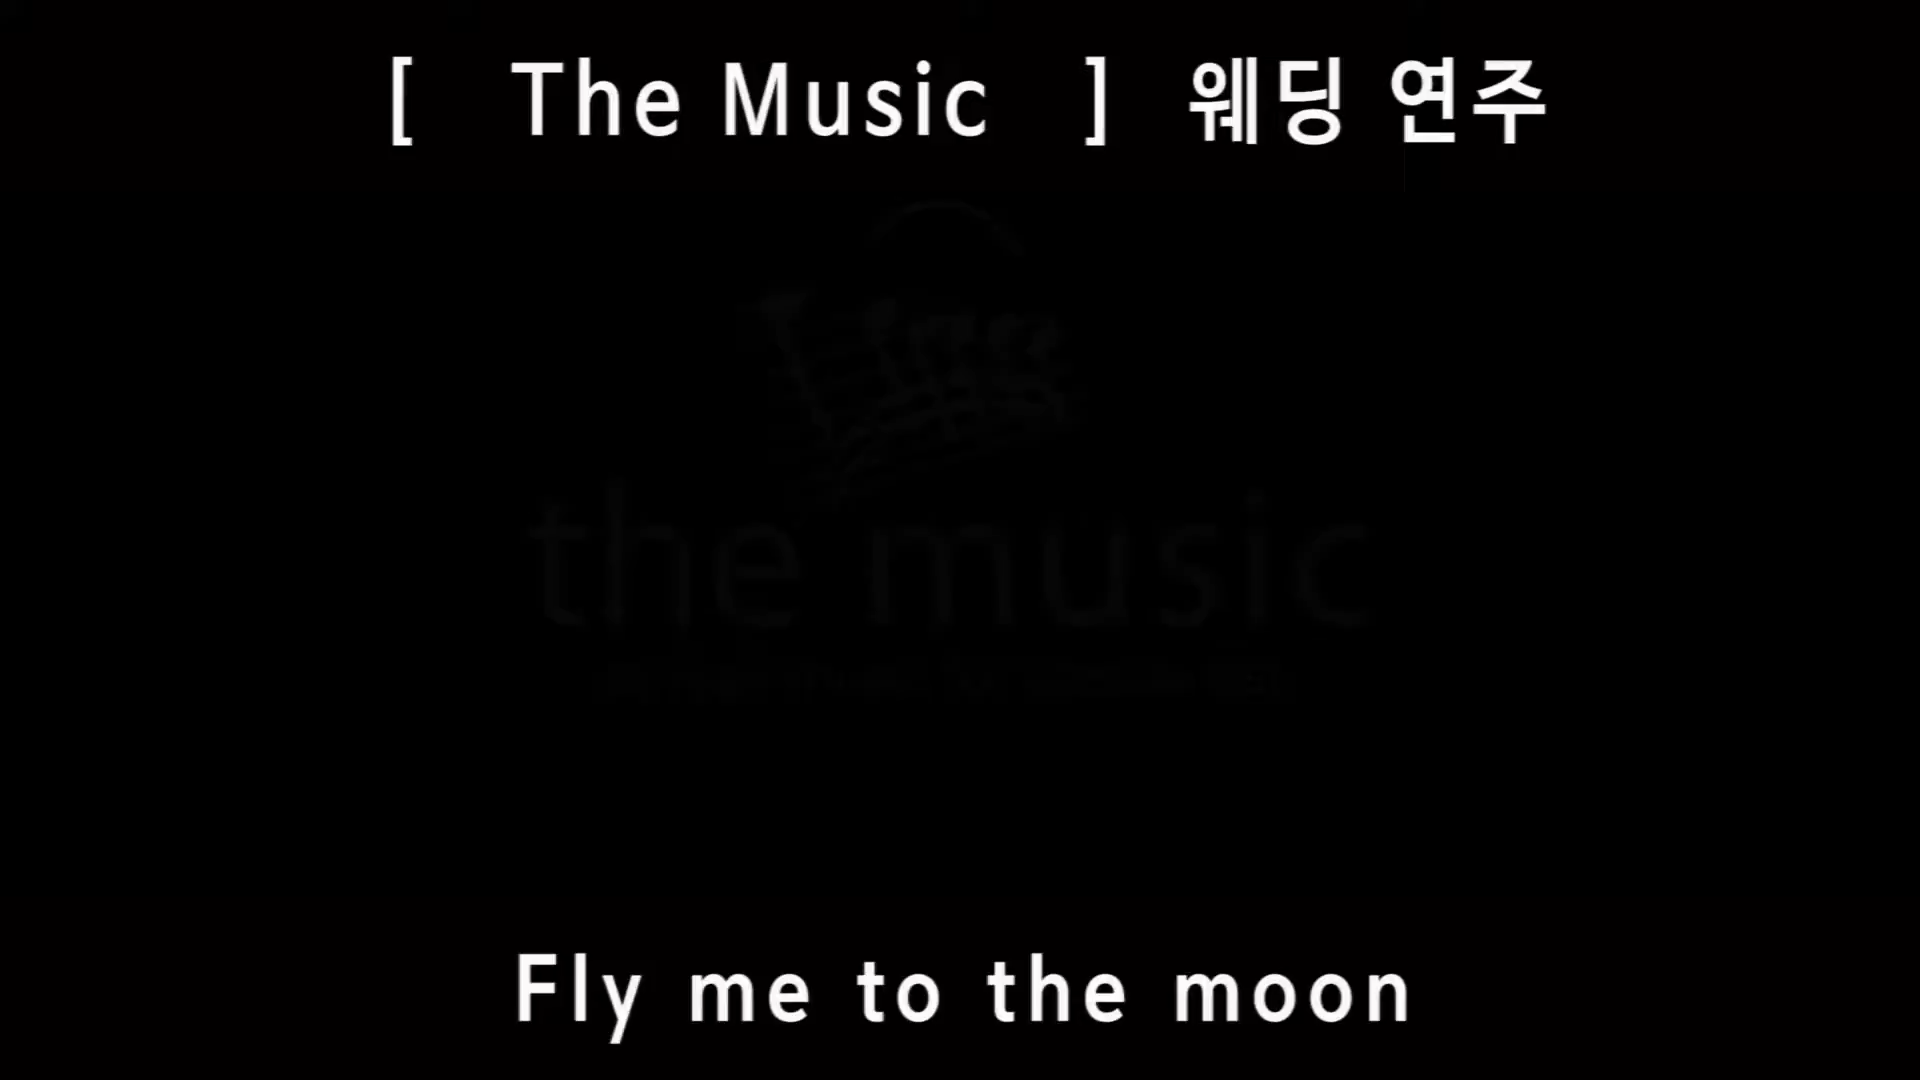 [ The Music ] 웨딩 연주
the music
Fly me to the moon